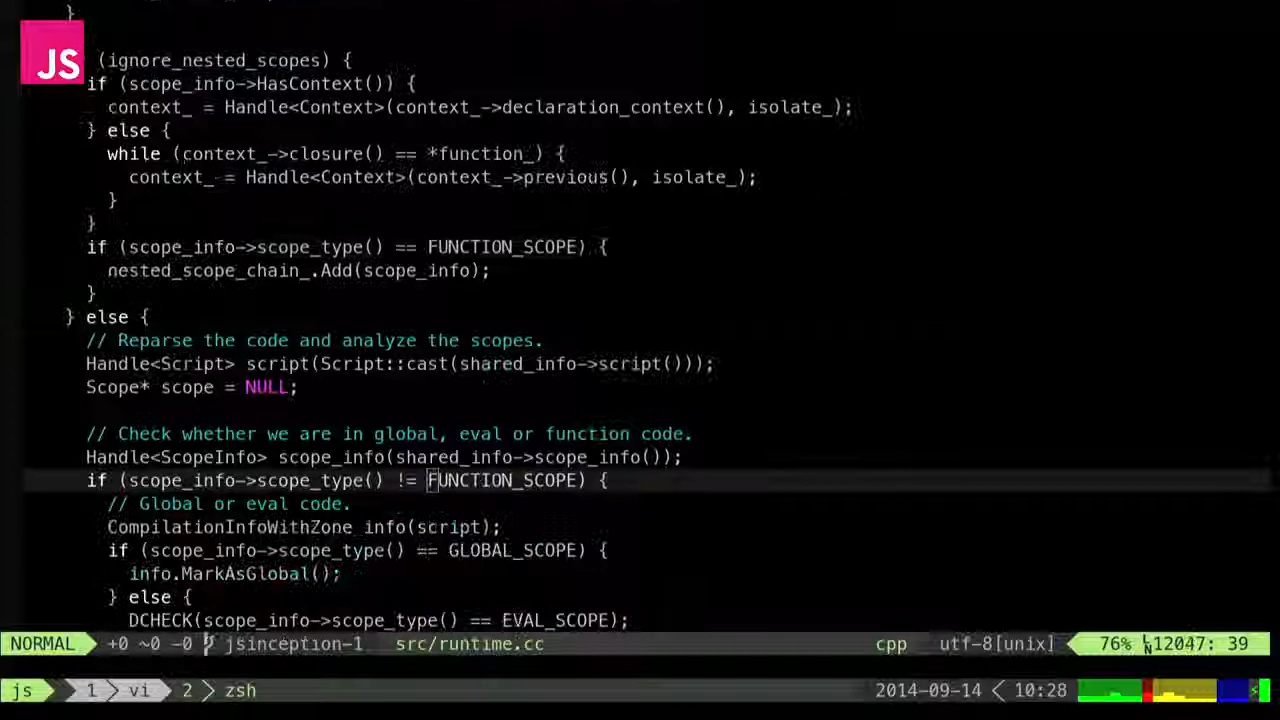 }
JS
(ignore_nested_scopes) {
if (scope_info->HasContext()) {
context_ = Handle<Context>(context_->declaration_context(), isolate_);
} else {
while (context_->closure() == *function_) {
context_ = Handle<Context>(context_->previous(), isolate_);
}
}
if (scope_info->scope_type() == FUNCTION_SCOPE) {
nested_scope_chain_.Add(scope_info);
}
} else {
// Reparse the code and analyze the scopes.
Handle<Script> script(Script::cast(shared_info->script()));
Scope* scope = NULL;
// Check whether we are in global, eval or function code.
Handle<ScopeInfo> scope_info(shared_info->scope_info());
if (scope_info->scope_type() != FUNCTION_SCOPE) {
// Global or eval code.
CompilationInfoWithZone info(script);
if (scope_info->scope_type() == GLOBAL_SCOPE) {
info.MarkAsGlobal();
} else {
DCHECK(scope_info->scope_type() == EVAL_SCOPE);
NORMAL +0 ~0 -0 jsinception-1 src/runtime.cc cpp utf-8[unix] 76% LN 12047: 39
js 1 vi 2 zsh 2014-09-14 10:28